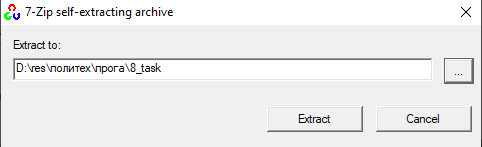 7-Zip self-extracting archive
Extract to:
D:\res\политех\прога\8_task
...
Extract Cancel